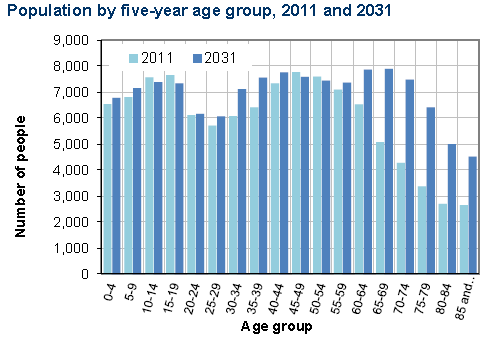 Population by five-year age group, 2011 and 2031
9,000
8,000
7,000
6,000
5,000
4,000
3,000
2,000
1,000
0
2011 2031
Number of people
0-4 5-9 10-14 15-19 20-24 25-29 30-34 35-39 40-44 45-49 50-54 55-59 60-64 65-69 70-74 75-79 80-84 85 and..
Age group